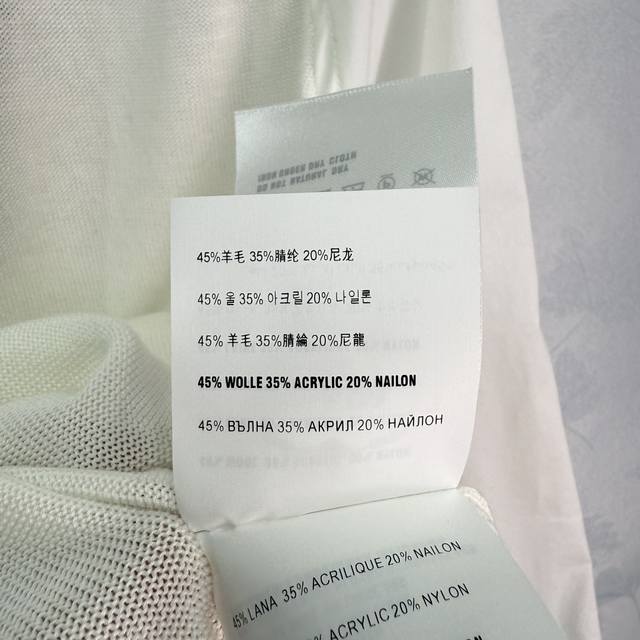 45%羊毛 35%腈纶 20%尼龙
45% 울 35% 아크릴 20% 나일론
45% 羊毛 35%腈綸 20%尼龍
45% WOLLE 35% ACRYLIC 20% NAILON
45% ВЪЛНА 35% АКРИЛ 20% НАЙЛОН
45% LANA 35% ACRILIQUE 20% NAILON
ACRYLIC 20% NYLON